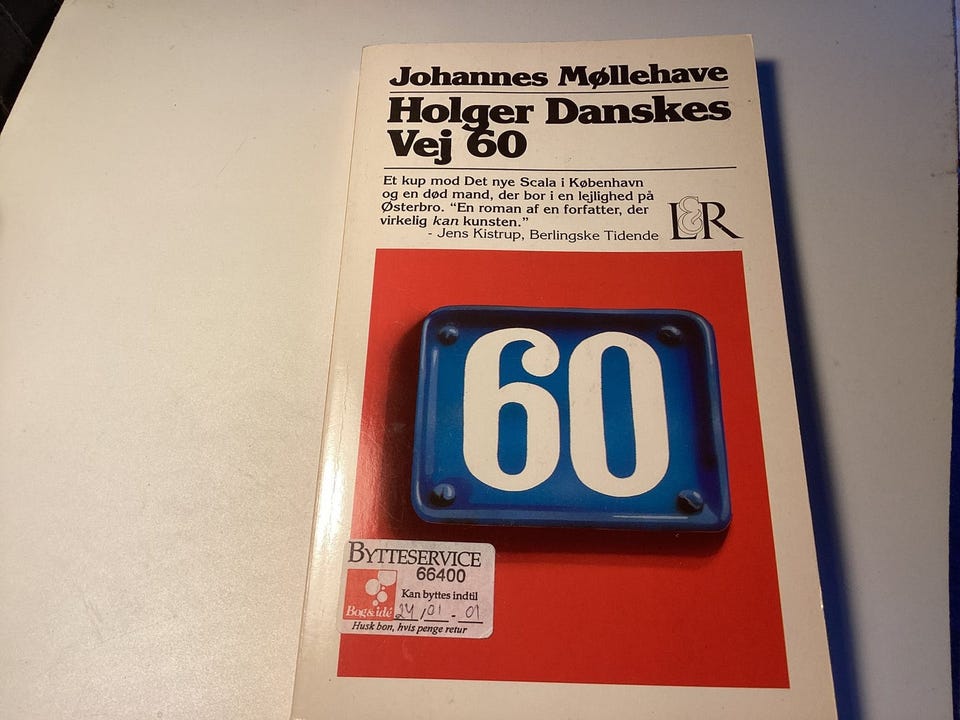 Johannes Møllehave
Holger Danskes
Vej 60
Et kup mod Det nye Scala i København
og en død mand, der bor i en lejlighed på
Østerbro. “En roman af en forfatter, der
virkelig kan kunsten.”
- Jens Kistrup, Berlingske Tidende
L&R
60
BYTTESERVICE
66400
Kan byttes indtil
Bog&idé 24/01-01
Husk bon, hvis penge retur